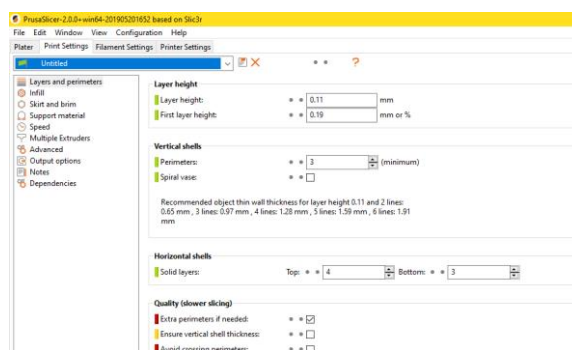 PrusaSlicer-2.0.0+win64-201905201652 based on Slic3r
File Edit Window View Configuration Help
Plater Print Settings Filament Settings Printer Settings
Untitled ?
Layers and perimeters
Infill
Skirt and brim
Support material
Speed
Multiple Extruders
Advanced
Output options
Notes
Dependencies
Layer height
Layer height: 0.11 mm
First layer height: 0.19 mm or %
Vertical shells
Perimeters: 3 (minimum)
Spiral vase:
Recommended object thin wall thickness for layer height 0.11 and 2 lines:
0.65 mm , 3 lines: 0.97 mm , 4 lines: 1.28 mm , 5 lines: 1.59 mm , 6 lines: 1.91
mm
Horizontal shells
Solid layers: Top: 4 Bottom: 3
Quality (slower slicing)
Extra perimeters if needed:
Ensure vertical shell thickness:
Avoid crossing perimeters: